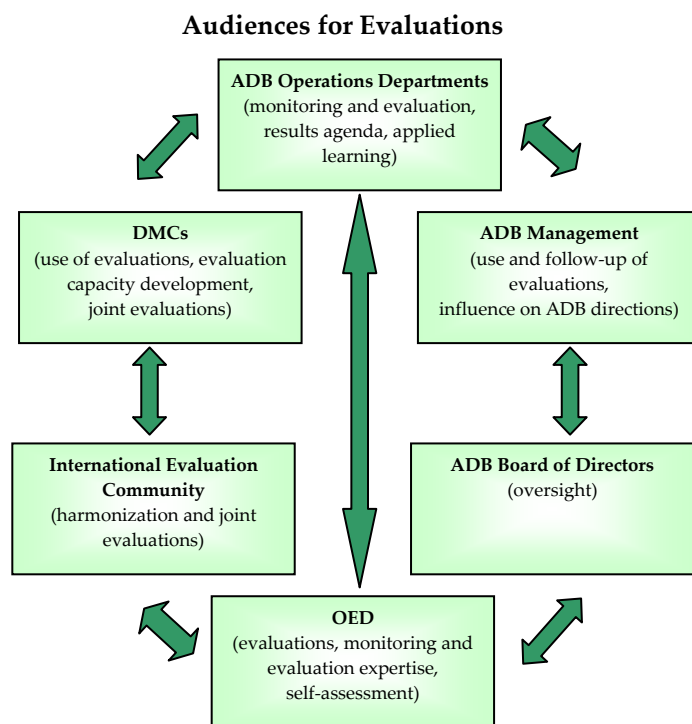 Audiences for Evaluations
ADB Operations Departments
(monitoring and evaluation,
results agenda, applied
learning)
DMCs
(use of evaluations, evaluation
capacity development,
joint evaluations)
ADB Management
(use and follow-up of
evaluations,
influence on ADB directions)
International Evaluation
Community
(harmonization and joint
evaluations)
ADB Board of Directors
(oversight)
OED
(evaluations, monitoring and
evaluation expertise,
self-assessment)